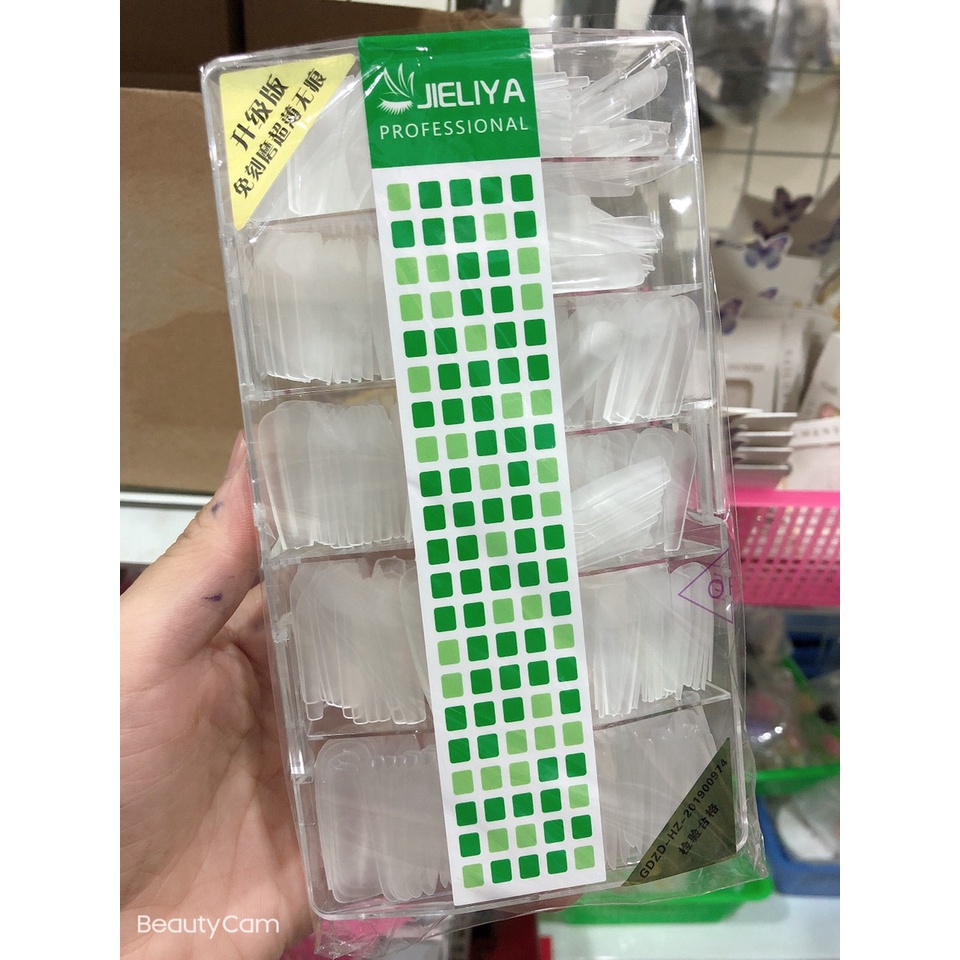 升级版
免刻磨超薄无痕
JIELIYA
PROFESSIONAL
GDZD-HZ-201900974
检验合格
BeautyCam